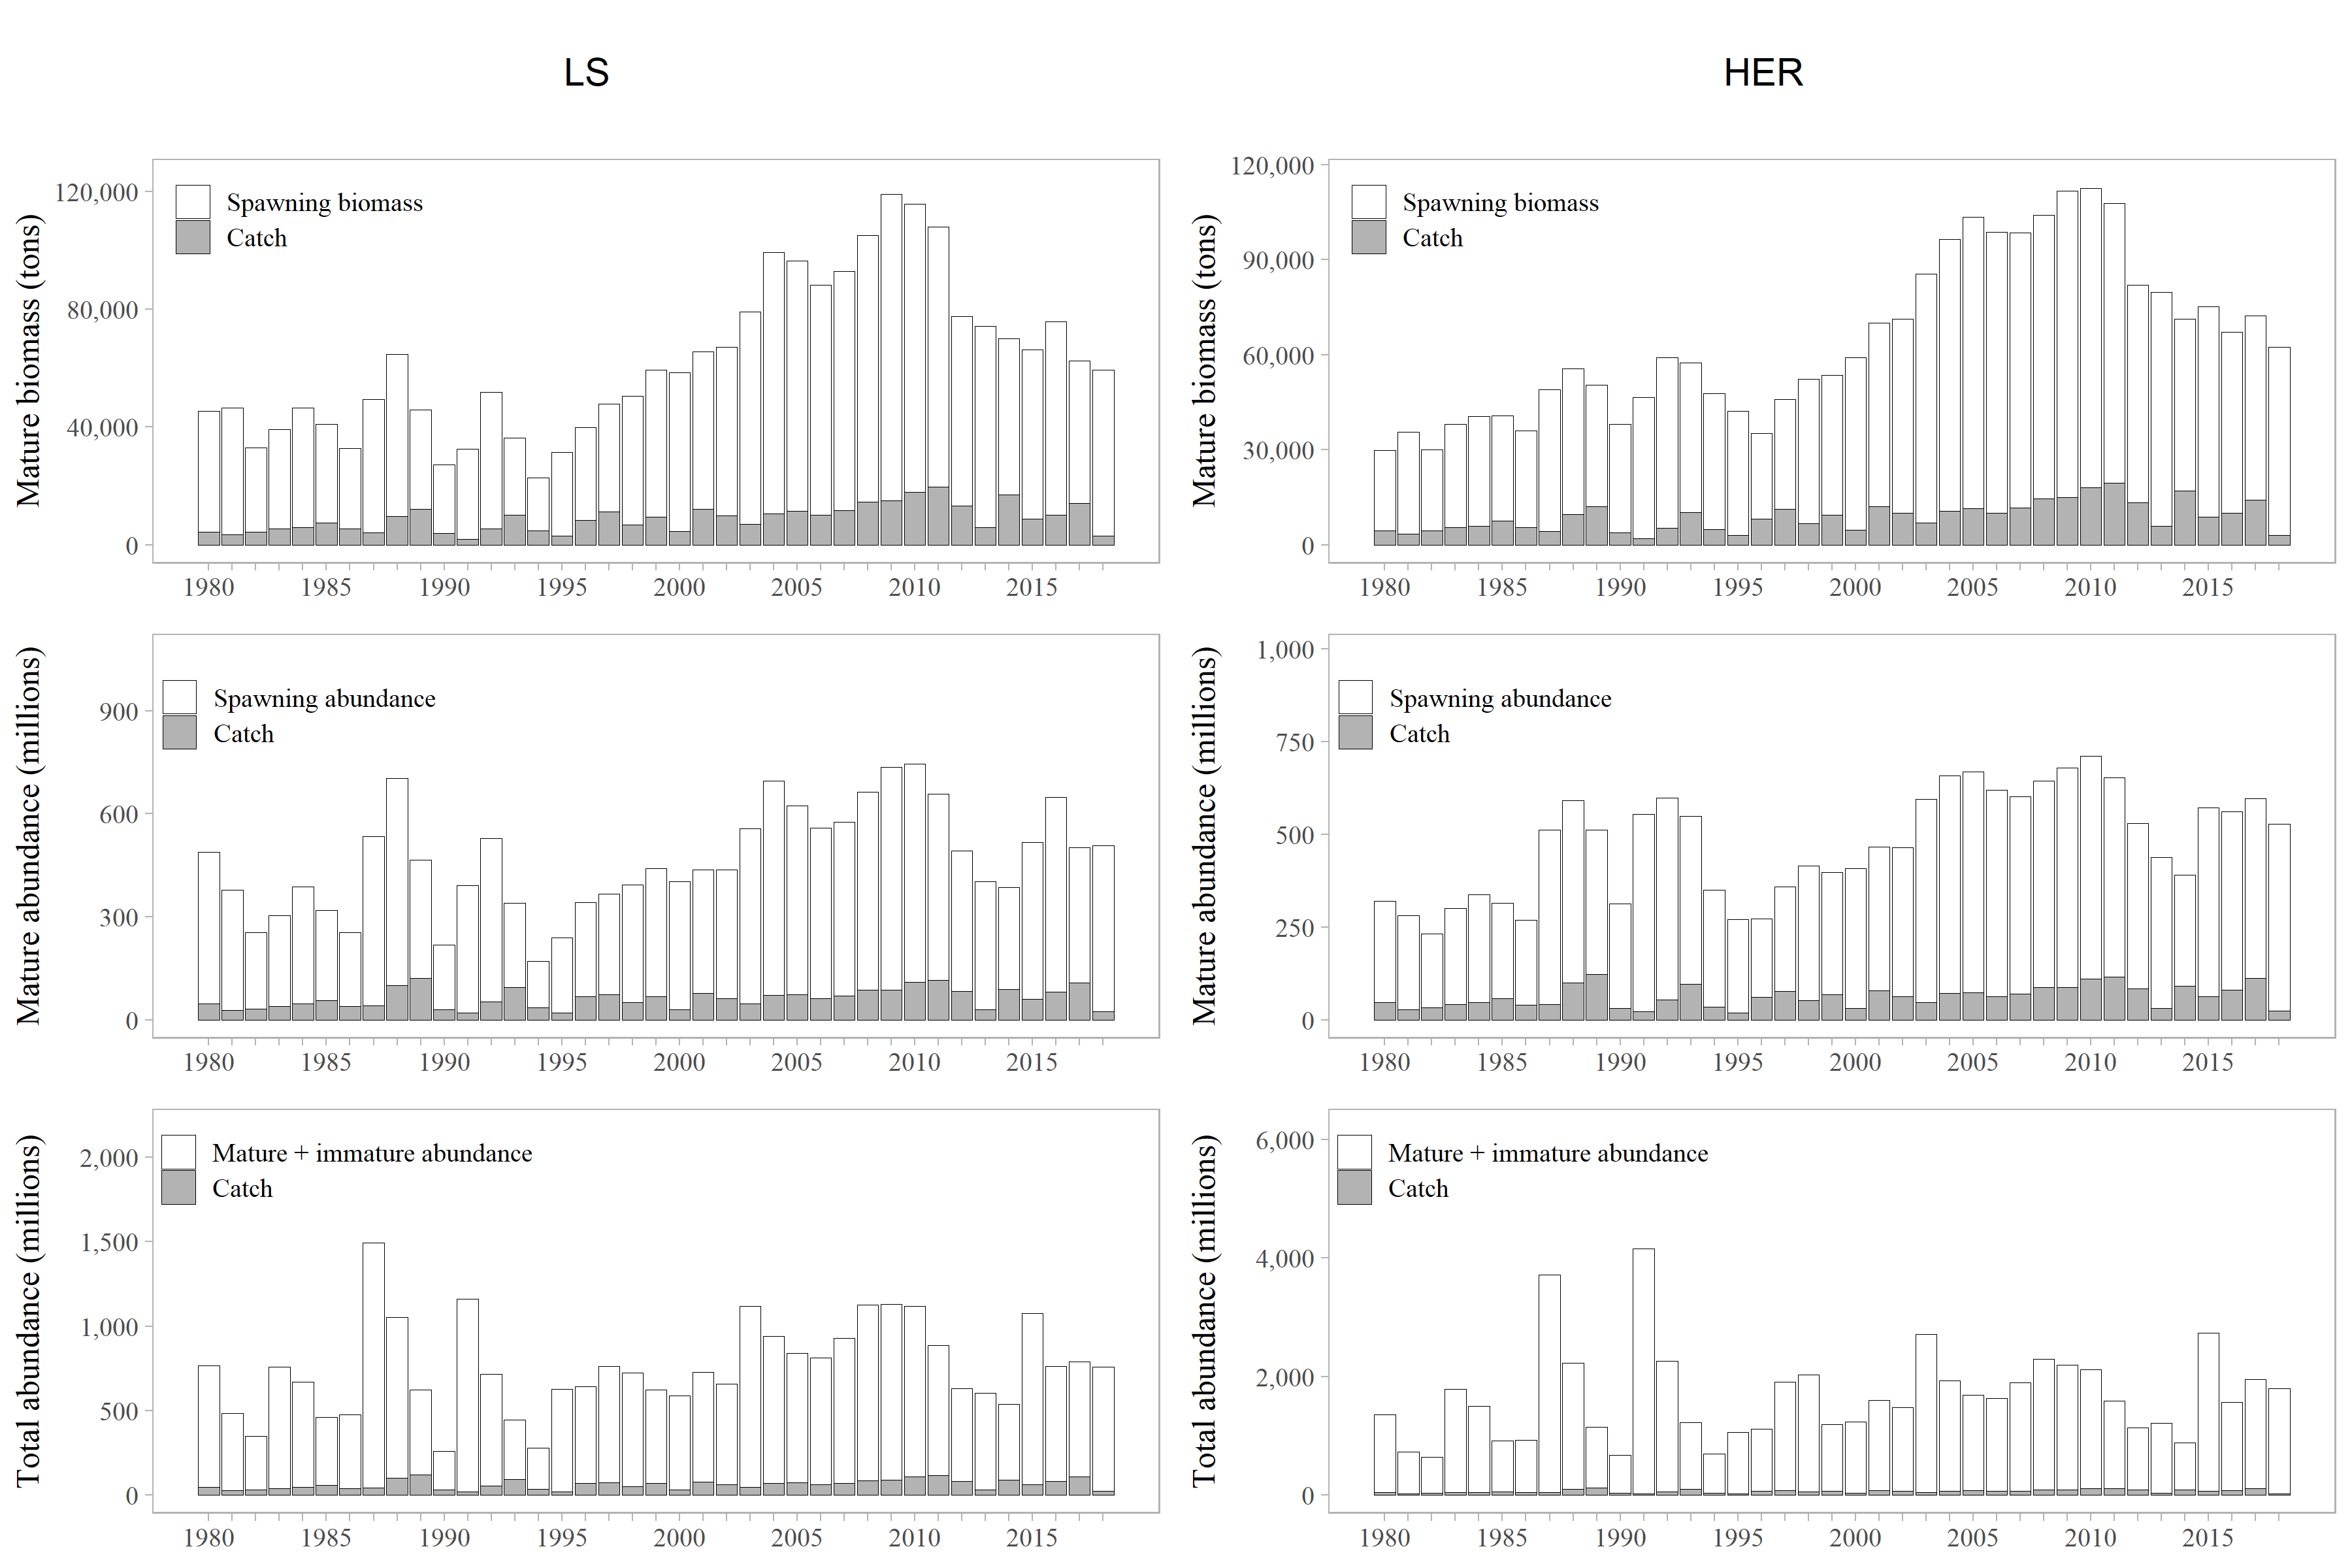 LS
HER
Mature biomass (tons)
120,000
80,000
40,000
0
Spawning biomass
Catch
1980 1985 1990 1995 2000 2005 2010 2015
Mature biomass (tons)
120,000
90,000
60,000
30,000
0
Spawning biomass
Catch
1980 1985 1990 1995 2000 2005 2010 2015
Mature abundance (millions)
900
600
300
0
Spawning abundance
Catch
1980 1985 1990 1995 2000 2005 2010 2015
Mature abundance (millions)
1,000
750
500
250
0
Spawning abundance
Catch
1980 1985 1990 1995 2000 2005 2010 2015
Total abundance (millions)
2,000
1,500
1,000
500
0
Mature + immature abundance
Catch
1980 1985 1990 1995 2000 2005 2010 2015
Total abundance (millions)
6,000
4,000
2,000
0
Mature + immature abundance
Catch
1980 1985 1990 1995 2000 2005 2010 2015